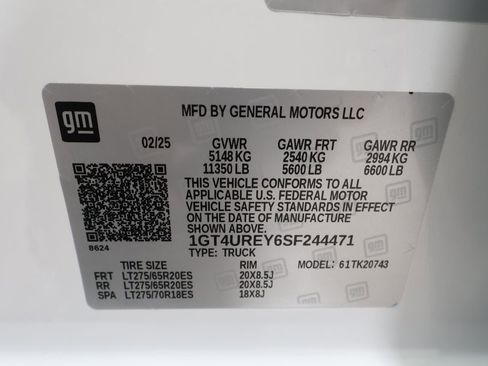 gm
MFD BY GENERAL MOTORS LLC
02/25 GVWR GAWR FRT GAWR RR
5148 KG 2540 KG 2994 KG
11350 LB 5600 LB 6600 LB
THIS VEHICLE CONFORMS TO ALL
APPLICABLE U.S. FEDERAL MOTOR
VEHICLE SAFETY STANDARDS IN EFFECT
ON THE DATE OF MANUFACTURE
SHOWN ABOVE.
8624 1GT4UREY6SF244471
TYPE: TRUCK
TIRE SIZE RIM MODEL: 61TK20743
FRT LT275/65R20ES 20X8.5J
RR LT275/65R20ES 20X8.5J
SPA LT275/70R18ES 18X8J